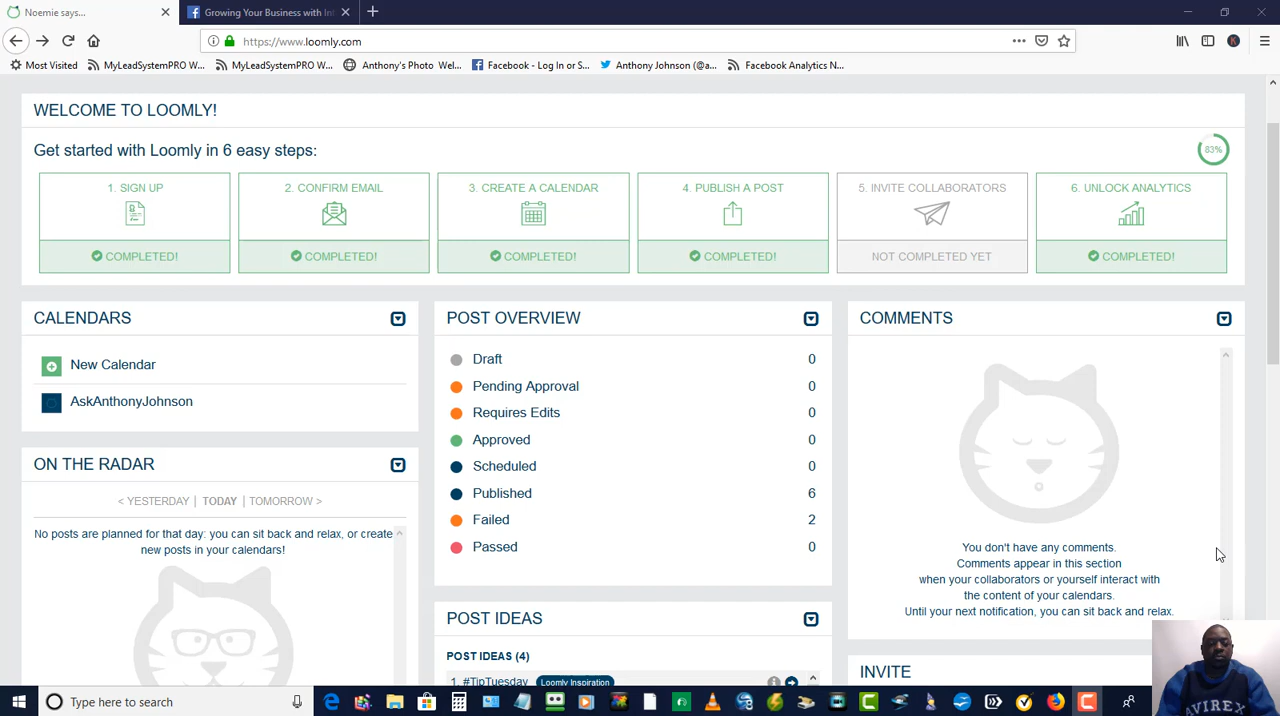 Noemie says...
Growing Your Business with Int
https://www.loomly.com
Most Visited
MyLeadSystemPRO W...
MyLeadSystemPRO W...
Anthony's Photo Wel...
Facebook - Log In or S...
Anthony Johnson (@a...
Facebook Analytics N...
WELCOME TO LOOMLY!
Get started with Loomly in 6 easy steps:
83%
1. SIGN UP
2. CONFIRM EMAIL
3. CREATE A CALENDAR
4. PUBLISH A POST
5. INVITE COLLABORATORS
6. UNLOCK ANALYTICS
COMPLETED!
COMPLETED!
COMPLETED!
COMPLETED!
NOT COMPLETED YET
COMPLETED!
CALENDARS
New Calendar
AskAnthonyJohnson
ON THE RADAR
< YESTERDAY | TODAY | TOMORROW >
No posts are planned for that day: you can sit back and relax, or create
new posts in your calendars!
POST OVERVIEW
Draft 0
Pending Approval 0
Requires Edits 0
Approved 0
Scheduled 0
Published 6
Failed 2
Passed 0
POST IDEAS
POST IDEAS (4)
1. #TipTuesday Loomly Inspiration
COMMENTS
You don't have any comments.
Comments appear in this section
when your collaborators or yourself interact with
the content of your calendars.
Until your next notification, you can sit back and relax.
INVITE
AVIREX
Type here to search